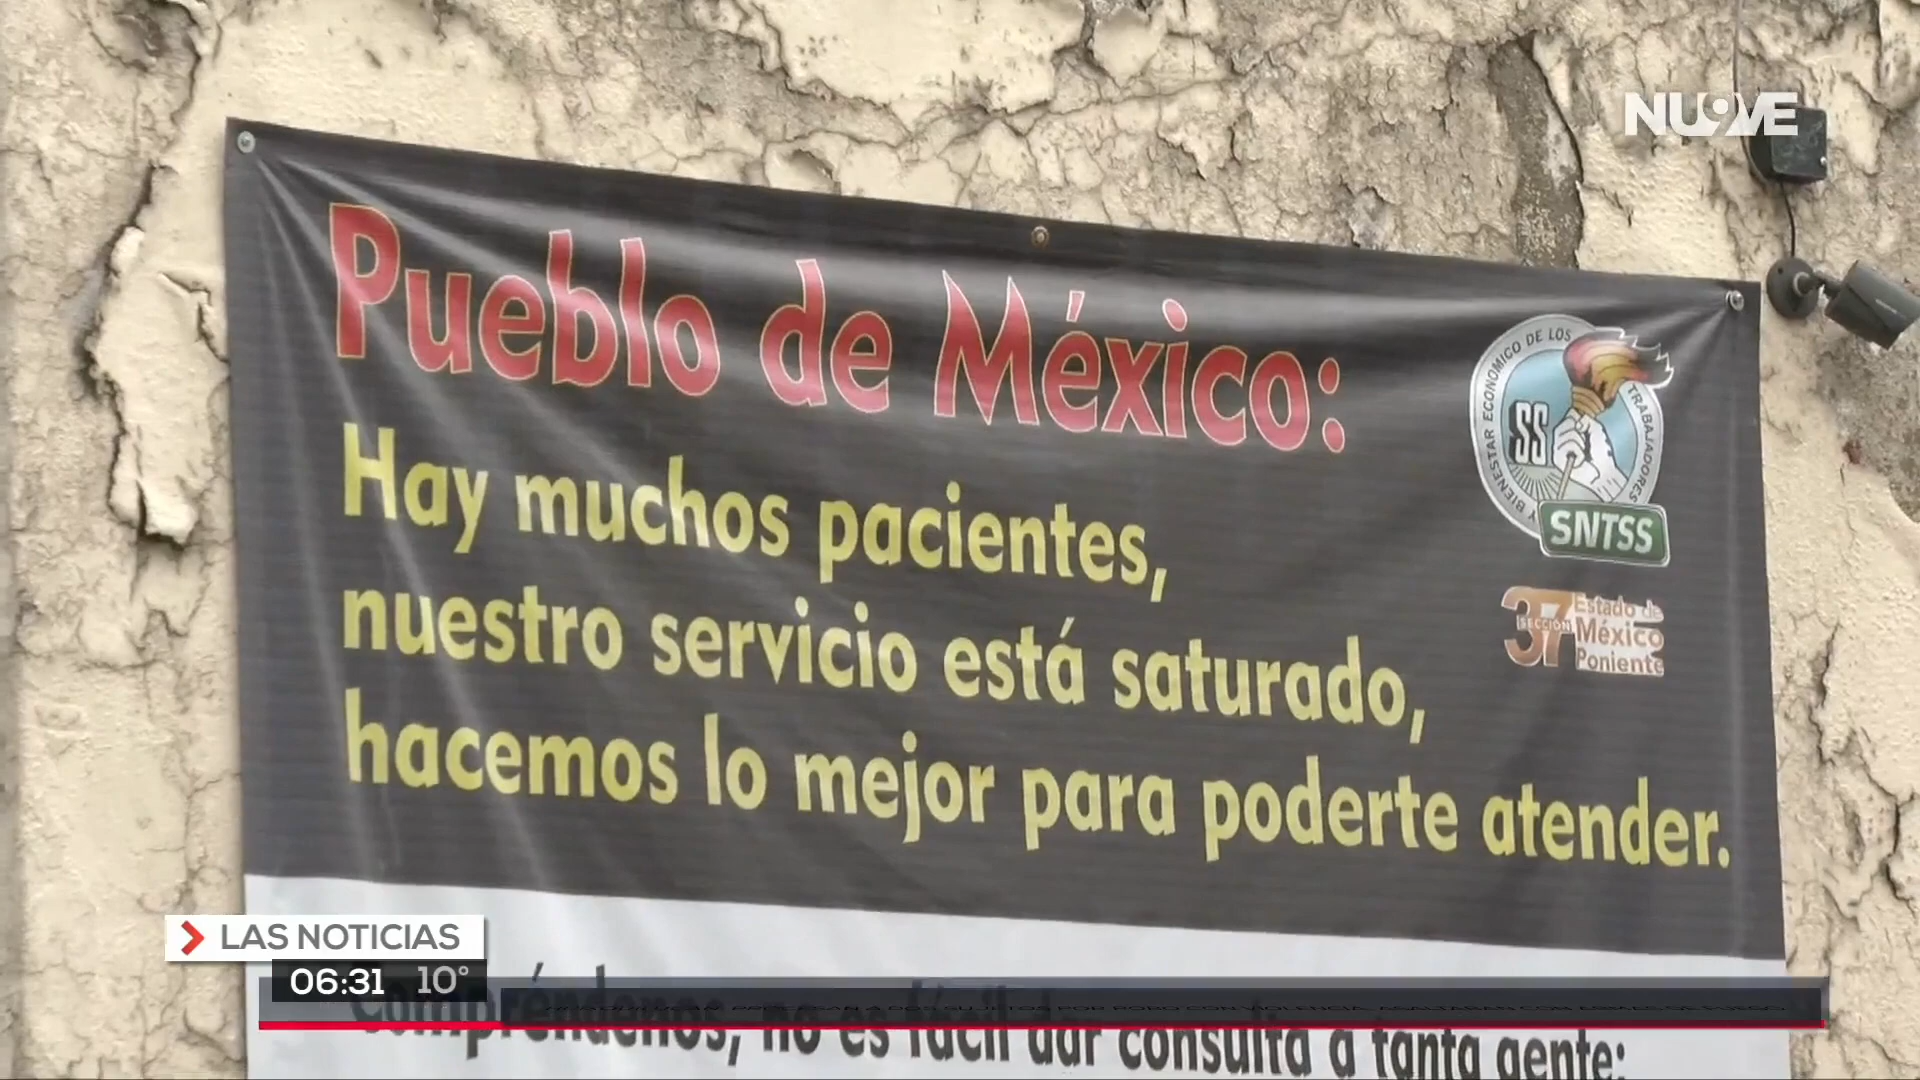 NU9VE
Pueblo de México:
Hay muchos pacientes,
nuestro servicio está saturado,
hacemos lo mejor para poderte atender.
Y BIENESTAR ECONOMICO DE LOS TRABAJADORES
SS
SNTSS
37 SECCIÓN
Estado de
México
Poniente
LAS NOTICIAS
06:31 10°
Compréndenos, no es fácil dar consulta a tanta gente: